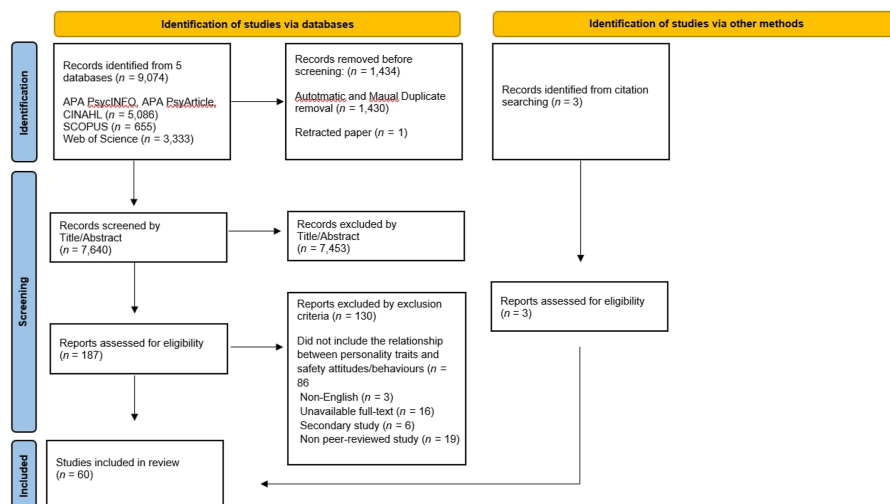 Identification of studies via databases
Identification of studies via other methods
Identification
Records identified from 5
databases (n = 9,074)
APA PsycINFO, APA PsyArticle,
CINAHL (n = 5,086)
SCOPUS (n = 655)
Web of Science (n = 3,333)
Records removed before
screening: (n = 1,434)
Autotmatic and Maual Duplicate
removal (n = 1,430)
Retracted paper (n = 1)
Records identified from citation
searching (n = 3)
Screening
Records screened by
Title/Abstract
(n = 7,640)
Records excluded by
Title/Abstract
(n = 7,453)
Reports assessed for eligibility
(n = 187)
Reports excluded by exclusion
criteria (n = 130)
Did not include the relationship
between personality traits and
safety attitudes/behaviours (n =
86
Non-English (n = 3)
Unavailable full-text (n = 16)
Secondary study (n = 6)
Non peer-reviewed study (n = 19)
Reports assessed for eligibility
(n = 3)
Included
Studies included in review
(n = 60)